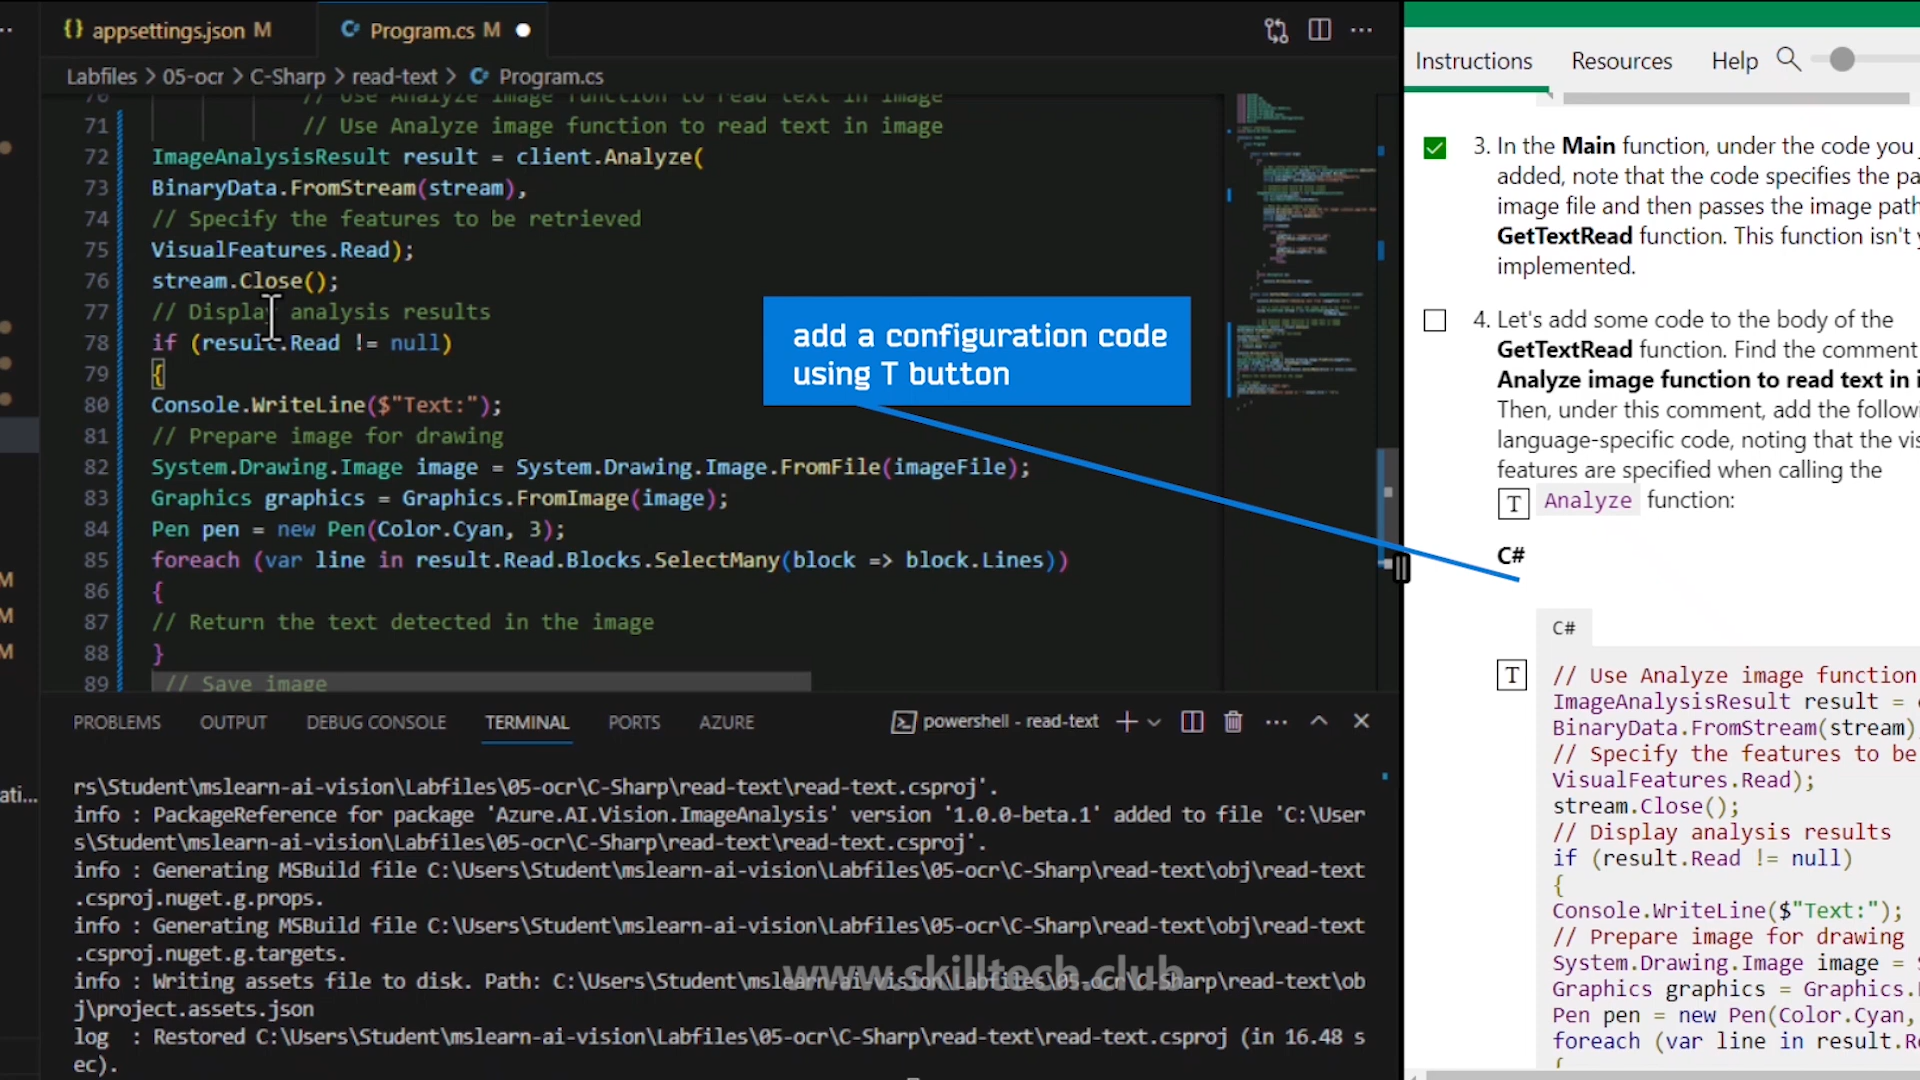 appsettings.json M
Program.cs M
Labfiles > 05-ocr > C-Sharp > read-text > Program.cs
70 // Use Analyze image function to read text in image
71 // Use Analyze image function to read text in image
72 ImageAnalysisResult result = client.Analyze(
73 BinaryData.FromStream(stream),
74 // Specify the features to be retrieved
75 VisualFeatures.Read);
76 stream.Close();
77 // Display analysis results
78 if (result.Read != null)
79 {
80 Console.WriteLine($"Text:");
81 // Prepare image for drawing
82 System.Drawing.Image image = System.Drawing.Image.FromFile(imageFile);
83 Graphics graphics = Graphics.FromImage(image);
84 Pen pen = new Pen(Color.Cyan, 3);
85 foreach (var line in result.Read.Blocks.SelectMany(block => block.Lines))
86 {
87 // Return the text detected in the image
88 }
89 // Save image
add a configuration code
using T button
M
M
M
ati...
PROBLEMS OUTPUT DEBUG CONSOLE TERMINAL PORTS AZURE
powershell - read-text
rs\Student\mslearn-ai-vision\Labfiles\05-ocr\C-Sharp\read-text\read-text.csproj'.
info : PackageReference for package 'Azure.AI.Vision.ImageAnalysis' version '1.0.0-beta.1' added to file 'C:\User
s\Student\mslearn-ai-vision\Labfiles\05-ocr\C-Sharp\read-text\read-text.csproj'.
info : Generating MSBuild file C:\Users\Student\mslearn-ai-vision\Labfiles\05-ocr\C-Sharp\read-text\obj\read-text
.csproj.nuget.g.props.
info : Generating MSBuild file C:\Users\Student\mslearn-ai-vision\Labfiles\05-ocr\C-Sharp\read-text\obj\read-text
.csproj.nuget.g.targets.
info : Writing assets file to disk. Path: C:\Users\Student\mslearn-ai-vision\Labfiles\05-ocr\C-Sharp\read-text\ob
j\project.assets.json
log : Restored C:\Users\Student\mslearn-ai-vision\Labfiles\05-ocr\C-Sharp\read-text\read-text.csproj (in 16.48 s
ec).
www.skilltech.club
Instructions Resources Help
3. In the Main function, under the code you
added, note that the code specifies the pa
image file and then passes the image path
GetTextRead function. This function isn't y
implemented.
4. Let's add some code to the body of the
GetTextRead function. Find the comment
Analyze image function to read text in i
Then, under this comment, add the followi
language-specific code, noting that the vis
features are specified when calling the
T Analyze function:
C#
C#
T
// Use Analyze image function
ImageAnalysisResult result = c
BinaryData.FromStream(stream),
// Specify the features to be
VisualFeatures.Read);
stream.Close();
// Display analysis results
if (result.Read != null)
{
Console.WriteLine($"Text:");
// Prepare image for drawing
System.Drawing.Image image = S
Graphics graphics = Graphics.
Pen pen = new Pen(Color.Cyan,
foreach (var line in result.Re
{